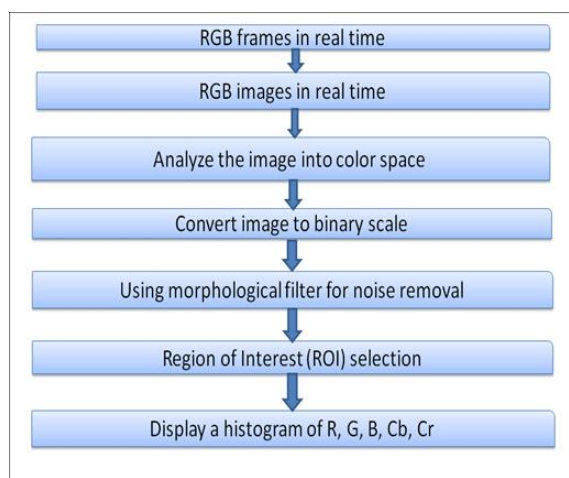 RGB frames in real time
RGB images in real time
Analyze the image into color space
Convert image to binary scale
Using morphological filter for noise removal
Region of Interest (ROI) selection
Display a histogram of R, G, B, Cb, Cr